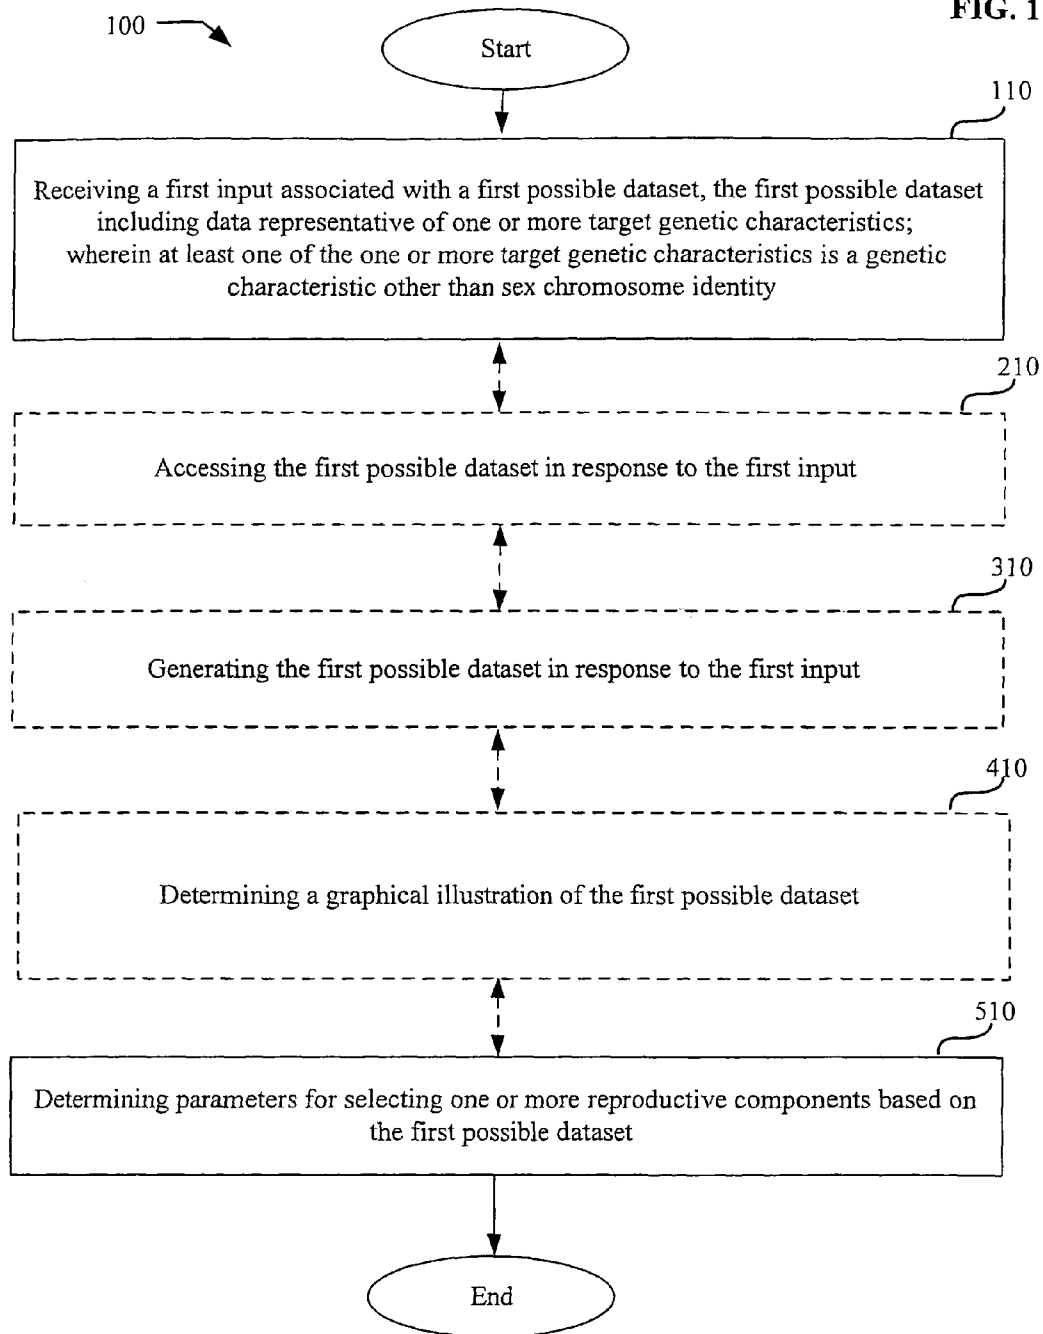 FIG. 1
100
Start
110
Receiving a first input associated with a first possible dataset, the first possible dataset
including data representative of one or more target genetic characteristics;
wherein at least one of the one or more target genetic characteristics is a genetic
characteristic other than sex chromosome identity
210
Accessing the first possible dataset in response to the first input
310
Generating the first possible dataset in response to the first input
410
Determining a graphical illustration of the first possible dataset
510
Determining parameters for selecting one or more reproductive components based on
the first possible dataset
End